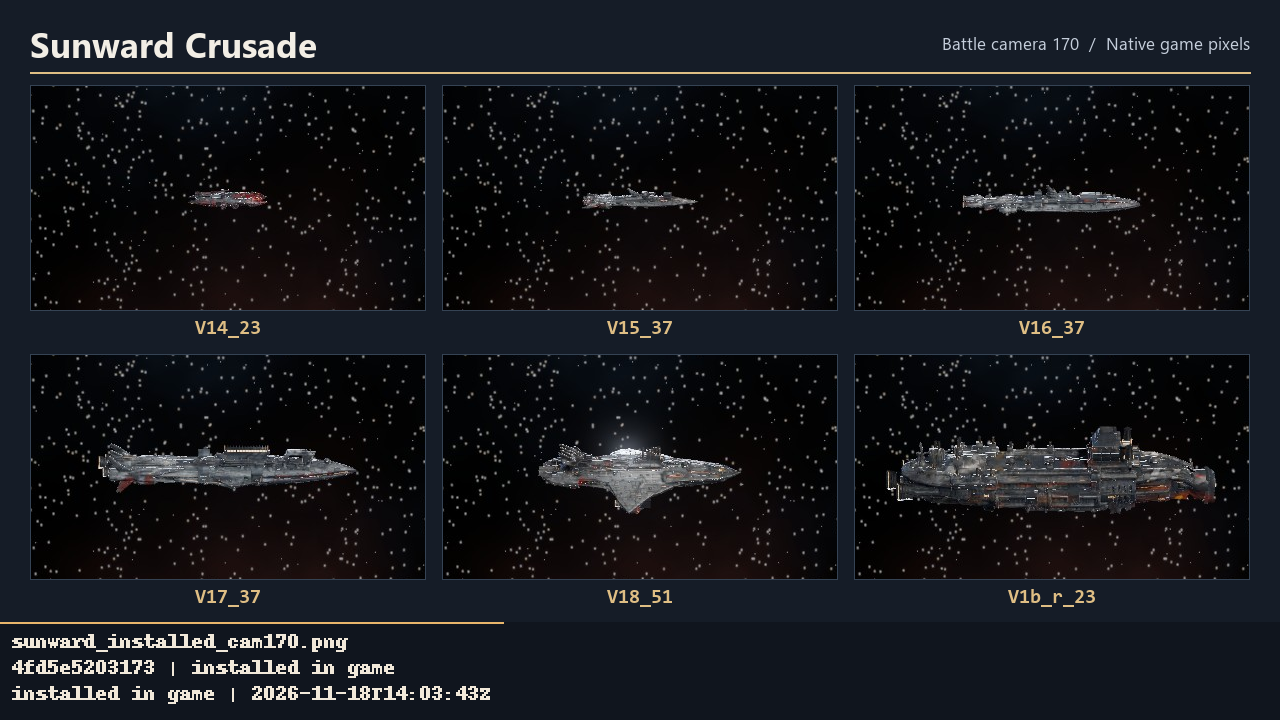 Sunward Crusade
Battle camera 170 / Native game pixels
V14_23
V15_37
V16_37
V17_37
V18_51
V1b_r_23
sunward_installed_cam170.png
4fd5e5203173 | installed in game
installed in game | 2026-11-18T14:03:43Z